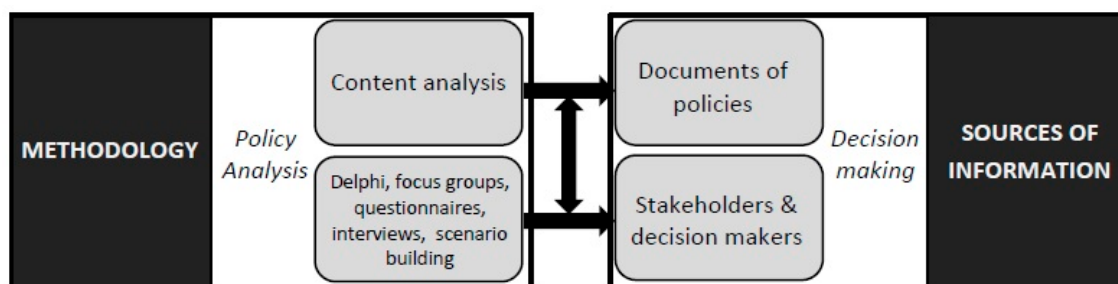 METHODOLOGY
Policy
Analysis
Content analysis
Delphi, focus groups,
questionnaires,
interviews, scenario
building
Documents of
policies
Stakeholders &
decision makers
Decision
making
SOURCES OF
INFORMATION